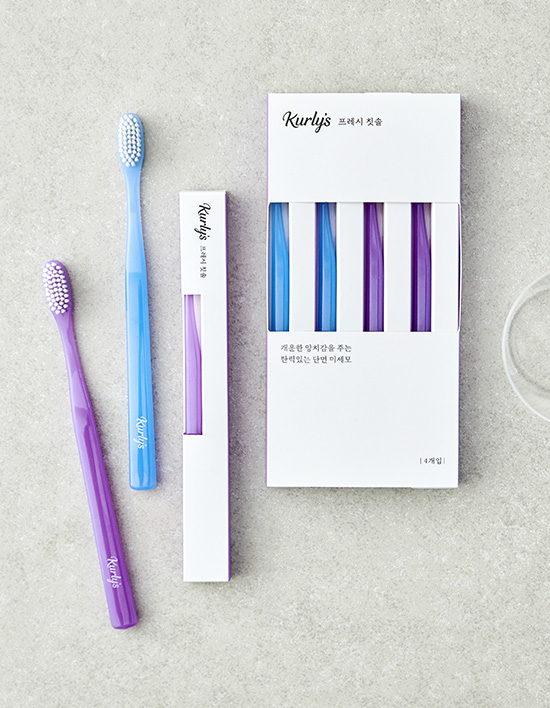 Kurly's 프레시 칫솔
개운한 양치감을 주는
탄력있는 단면 미세모
| 4개입 |
Kurly's 프레시 칫솔
Kurly's
Kurly's